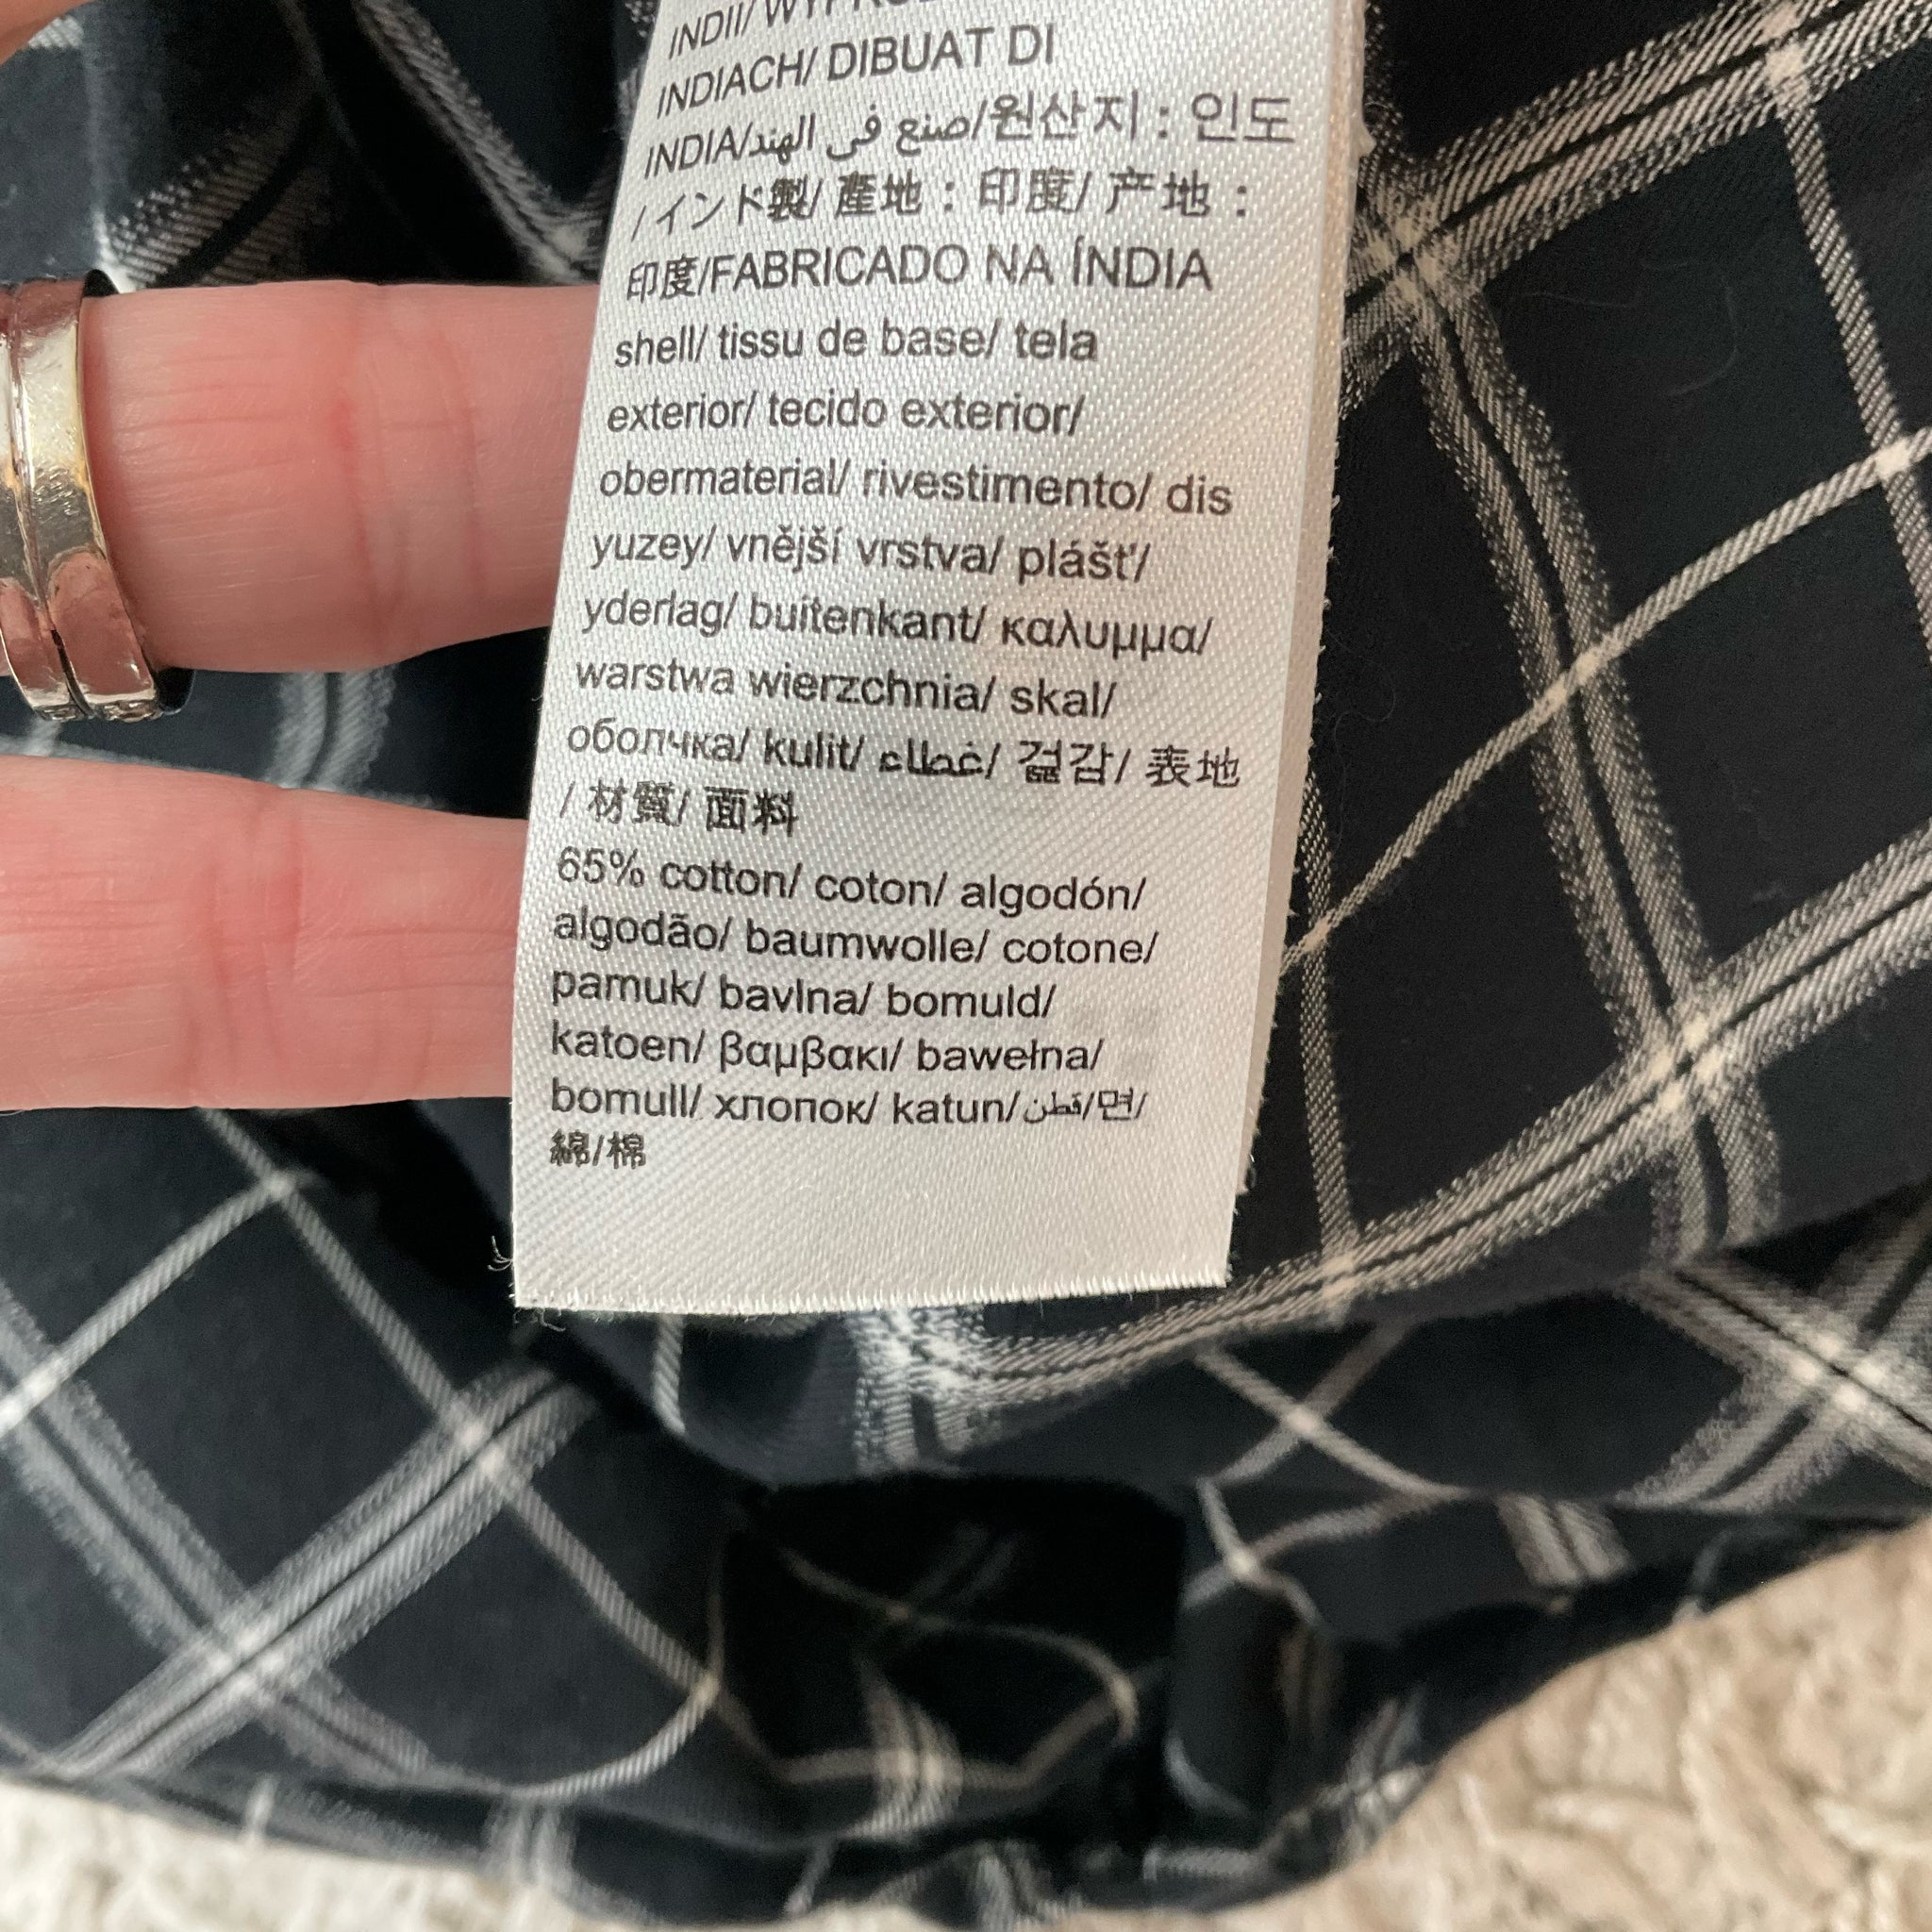 INDII/
INDIACH/ DIBUAT DI
INDIA/صنع في الهند/원산지 : 인도
/インド製/ 產地 : 印度/ 产地 :
印度/FABRICADO NA ÍNDIA
shell/ tissu de base/ tela
exterior/ tecido exterior/
obermaterial/ rivestimento/ dis
yuzey/ vnější vrstva/ plášt'/
yderlag/ buitenkant/ καλυμμα/
warstwa wierzchnia/ skal/
оболчка/ kulit/ غطاء/ 겉감/ 表地
/ 材質/ 面料
65% cotton/ coton/ algodón/
algodão/ baumwolle/ cotone/
pamuk/ bavlna/ bomuld/
katoen/ βαμβακι/ bawełna/
bomull/ хлопок/ katun/قطن/면/
綿/棉